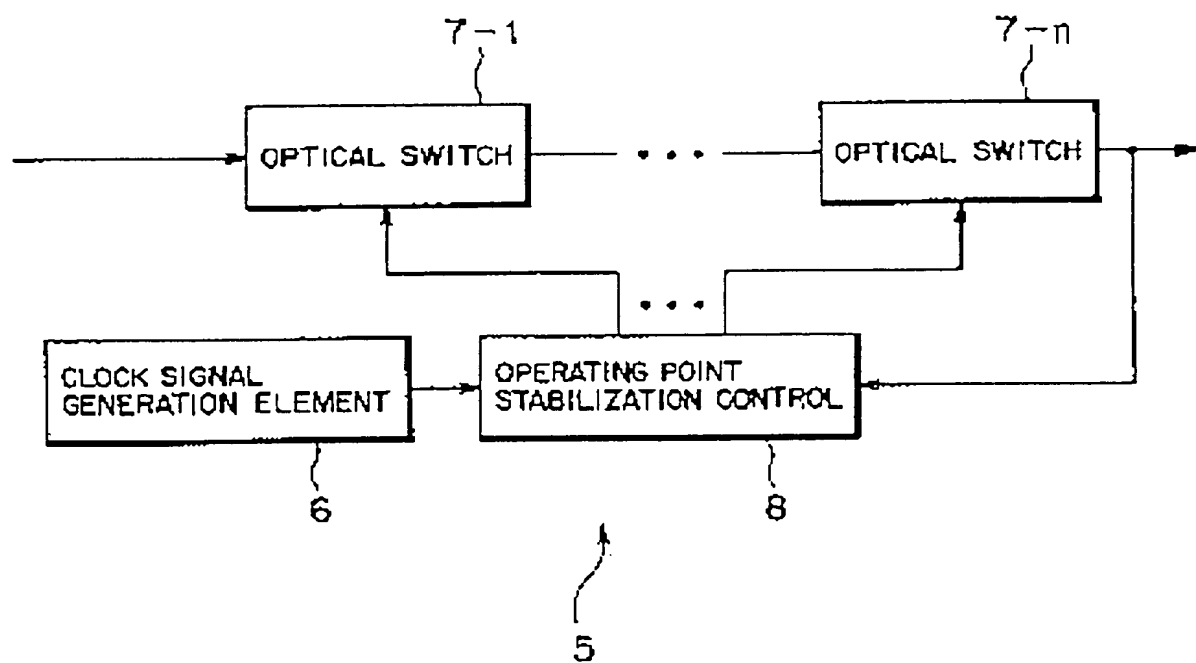 7-1
7-n
OPTICAL SWITCH
OPTICAL SWITCH
CLOCK SIGNAL
GENERATION ELEMENT
OPERATING POINT
STABILIZATION CONTROL
6
8
5